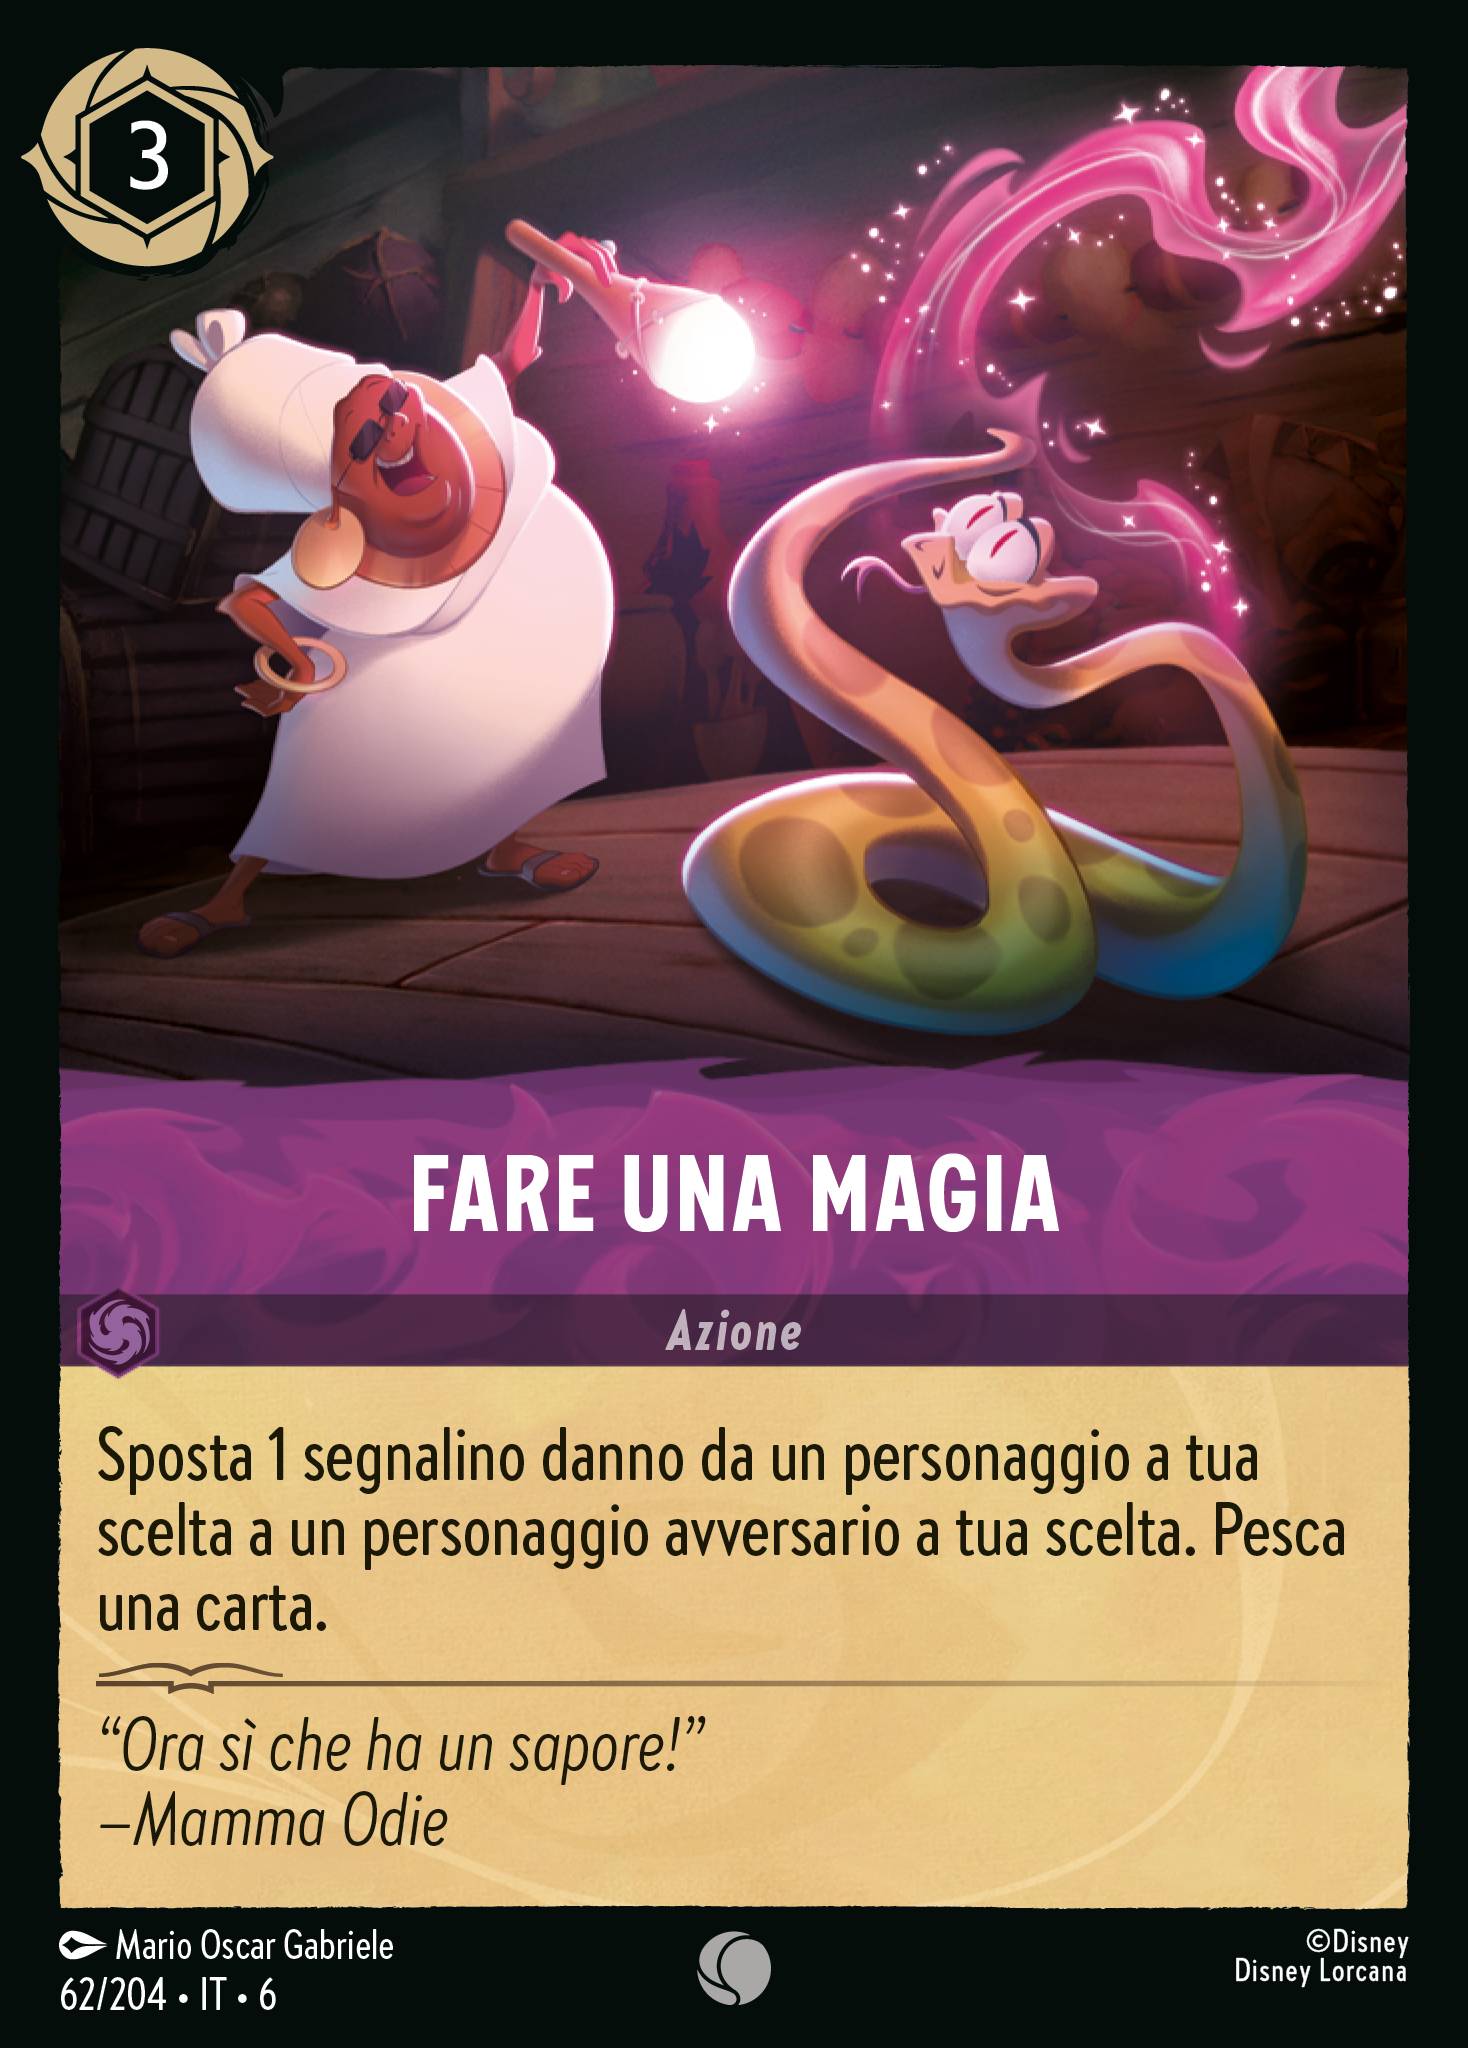 3
FARE UNA MAGIA
Azione
Sposta 1 segnalino danno da un personaggio a tua
scelta a un personaggio avversario a tua scelta. Pesca
una carta.
“Ora sì che ha un sapore!”
–Mamma Odie
Mario Oscar Gabriele
62/204 • IT • 6
©Disney
Disney Lorcana